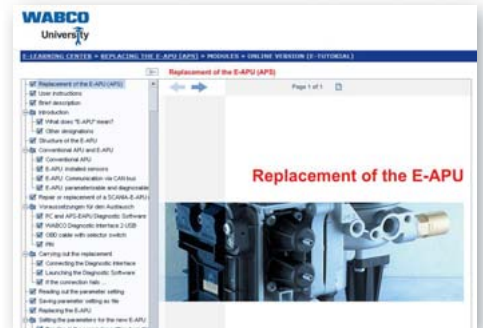 WABCO
University
E-LEARNING CENTER » REPLACING THE E-APU (APS) » MODULES » ONLINE VERSION (E-TUTORIAL)
Replacement of the E-APU (APS)
Page 1 of 1
Replacement of the E-APU (APS)
User instructions
Brief description
Introduction
What does "E-APU" mean?
Other designations
Structure of the E-APU
Conventional APU and E-APU
Conventional APU
E-APU: installed sensors
E-APU: Communication via CAN bus
E-APU: parameterizable and diagnosable
Repair or replacement of a SCANIA-E-APU
Voraussetzungen für den Austausch
PC and APS-EAPU Diagnostic Software
WABCO Diagnostic Interface 2 USB
OBD cable with selector switch
PIN
Carrying out the replacement
Connecting the Diagnostic Interface
Launching the Diagnostic Software
If the connection fails ...
Reading out the parameter setting
Saving parameter setting as file
Replacing the E-APU
Setting the parameters for the new E-APU
Replacement of the E-APU